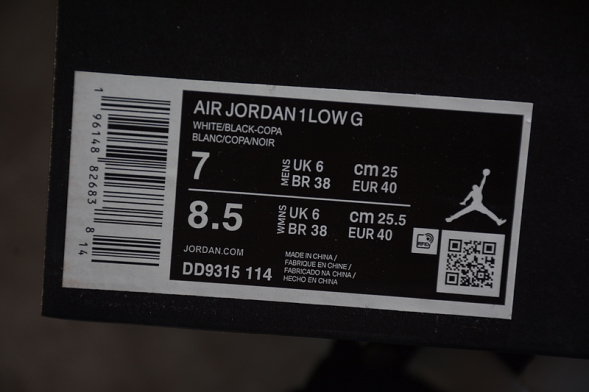 AIR JORDAN 1 LOW G
WHITE/BLACK-COPA
BLANC/COPA/NOIR
7 MENS UK 6 cm 25
BR 38 EUR 40
8.5 WMNS UK 6 cm 25.5
BR 38 EUR 40
JORDAN.COM
DD9315 114
MADE IN CHINA /
FABRIQUE EN CHINE /
FABRICADO NA CHINA /
HECHO EN CHINA
RFID
1 96148 82683 8 14